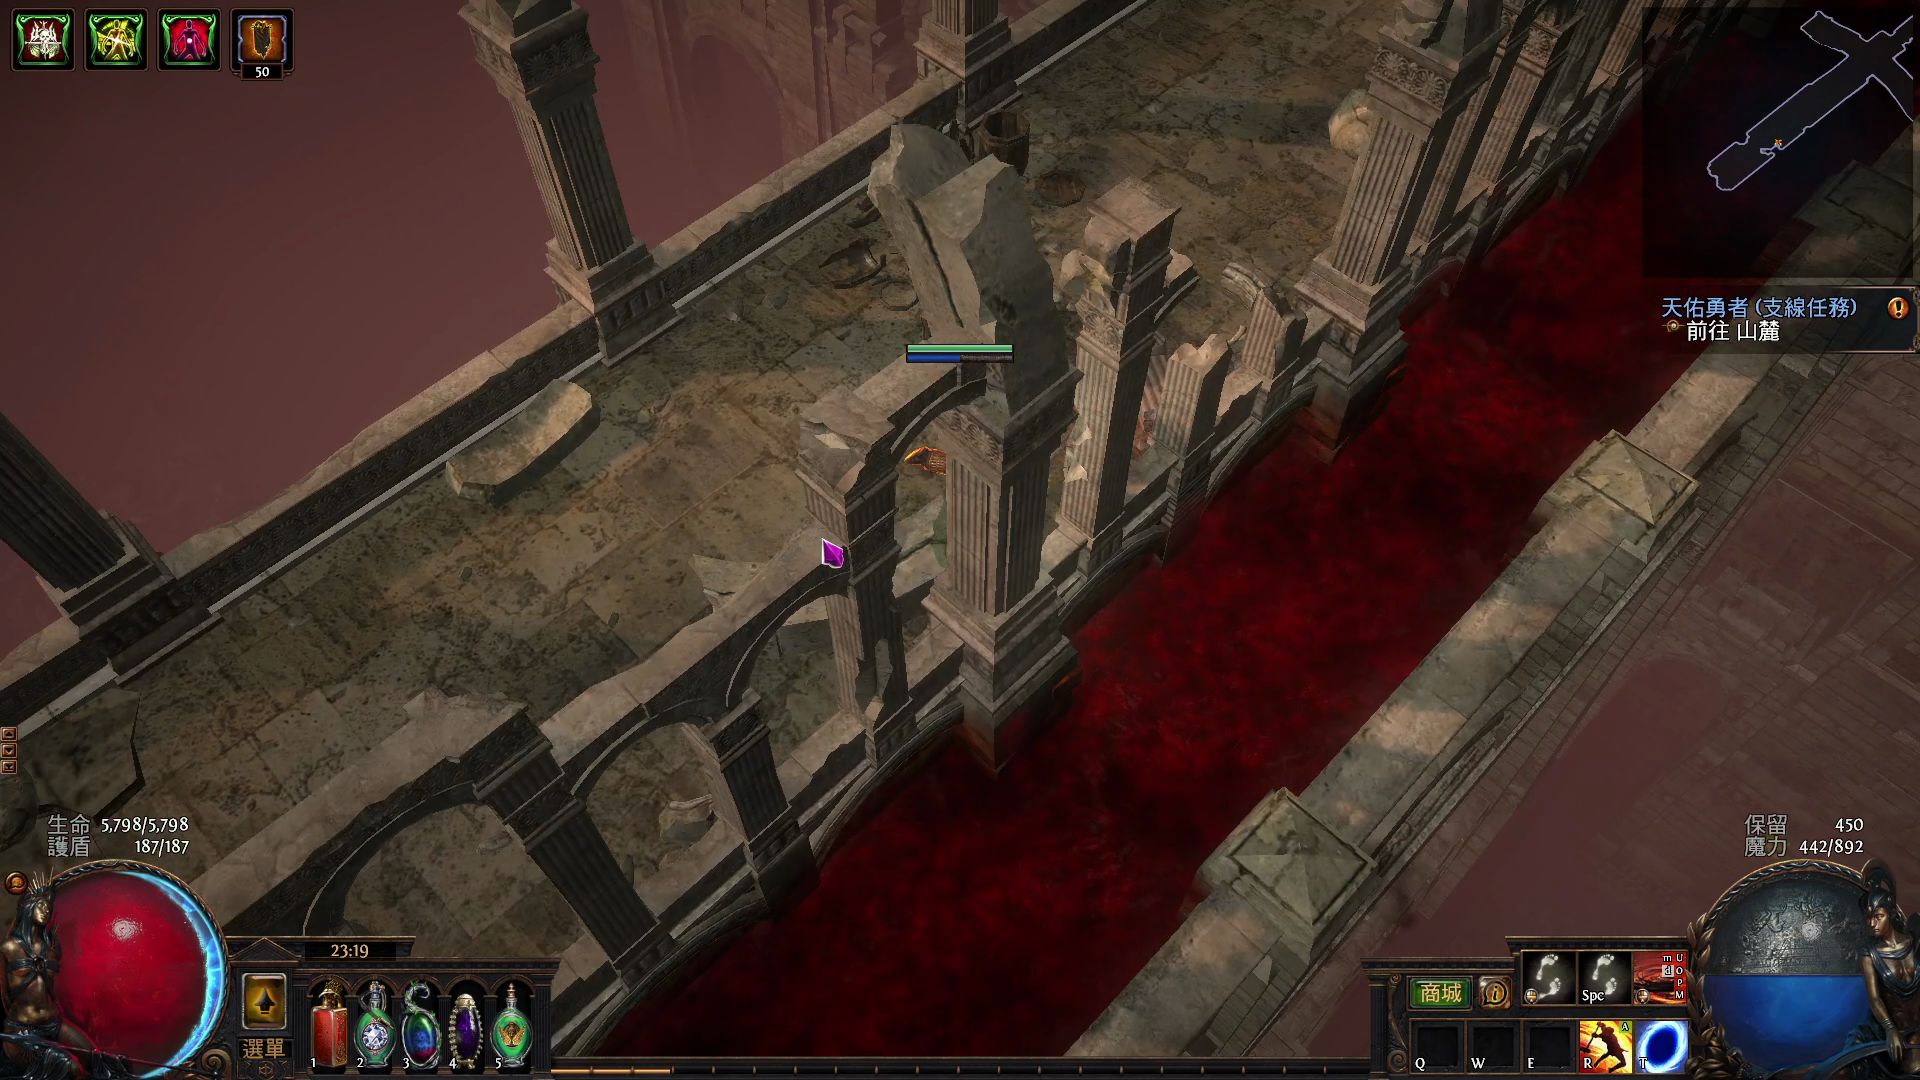 50
天佑勇者 (支線任務)
前往 山麓
生命 5,798/5,798
護盾 187/187
保留 450
魔力 442/892
23:19
選單
1 2 3 4 5
商城
Spc
m U
d O
P
M
Q W E R A T